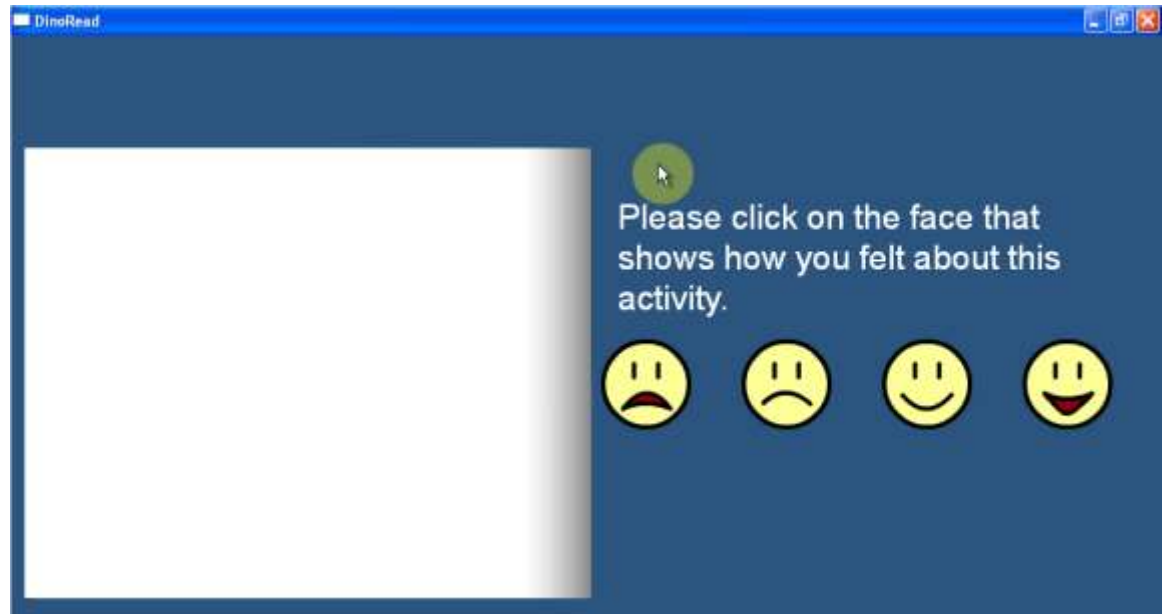 DinoRead
Please click on the face that
shows how you felt about this
activity.